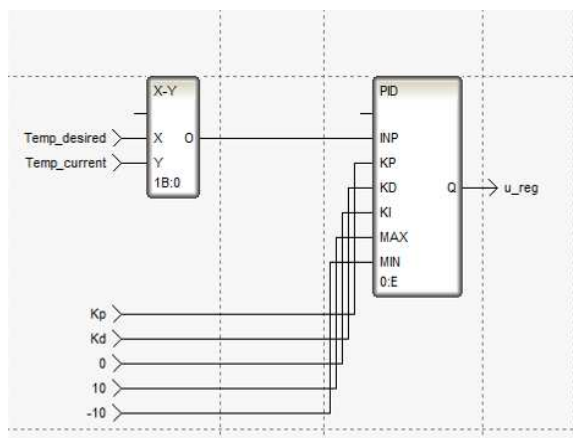 X-Y
PID
Temp_desired
X
O
INP
Temp_current
Y
KP
1B:0
KD
Q
u_reg
KI
MAX
MIN
0:E
Kp
Kd
0
10
-10